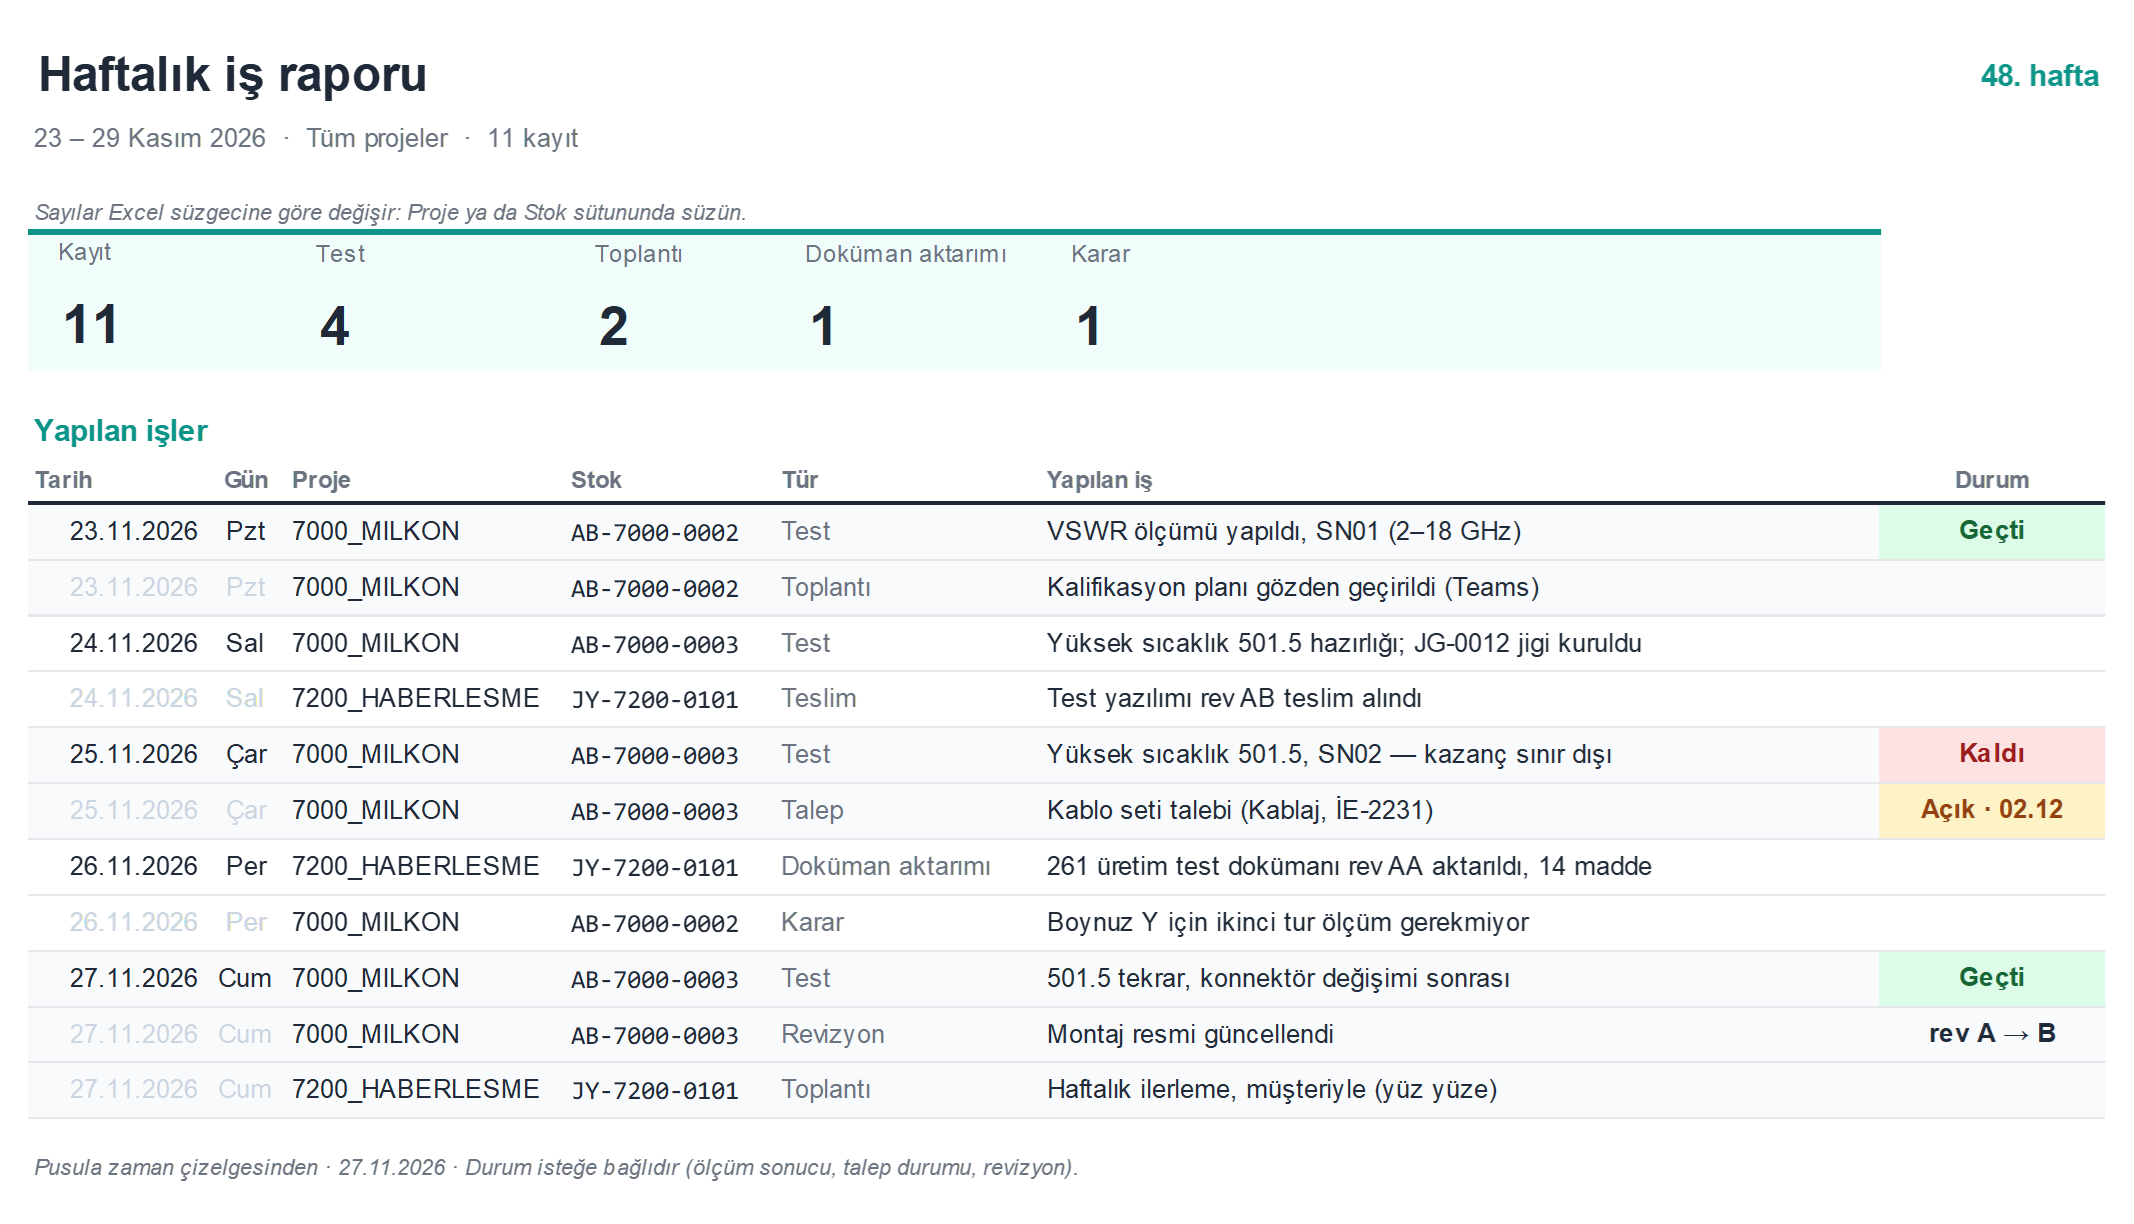 Haftalık iş raporu
48. hafta
23 – 29 Kasım 2026 · Tüm projeler · 11 kayıt
Sayılar Excel süzgecine göre değişir: Proje ya da Stok sütununda süzün.
Kayıt Test Toplantı Doküman aktarımı Karar
11 4 2 1 1
Yapılan işler
Tarih Gün Proje Stok Tür Yapılan iş Durum
23.11.2026 Pzt 7000_MILKON AB-7000-0002 Test VSWR ölçümü yapıldı, SN01 (2–18 GHz) Geçti
23.11.2026 Pzt 7000_MILKON AB-7000-0002 Toplantı Kalifikasyon planı gözden geçirildi (Teams)
24.11.2026 Sal 7000_MILKON AB-7000-0003 Test Yüksek sıcaklık 501.5 hazırlığı; JG-0012 jigi kuruldu
24.11.2026 Sal 7200_HABERLESME JY-7200-0101 Teslim Test yazılımı rev AB teslim alındı
25.11.2026 Çar 7000_MILKON AB-7000-0003 Test Yüksek sıcaklık 501.5, SN02 — kazanç sınır dışı Kaldı
25.11.2026 Çar 7000_MILKON AB-7000-0003 Talep Kablo seti talebi (Kablaj, İE-2231) Açık · 02.12
26.11.2026 Per 7200_HABERLESME JY-7200-0101 Doküman aktarımı 261 üretim test dokümanı rev AA aktarıldı, 14 madde
26.11.2026 Per 7000_MILKON AB-7000-0002 Karar Boynuz Y için ikinci tur ölçüm gerekmiyor
27.11.2026 Cum 7000_MILKON AB-7000-0003 Test 501.5 tekrar, konnektör değişimi sonrası Geçti
27.11.2026 Cum 7000_MILKON AB-7000-0003 Revizyon Montaj resmi güncellendi rev A → B
27.11.2026 Cum 7200_HABERLESME JY-7200-0101 Toplantı Haftalık ilerleme, müşteriyle (yüz yüze)
Pusula zaman çizelgesinden · 27.11.2026 · Durum isteğe bağlıdır (ölçüm sonucu, talep durumu, revizyon).